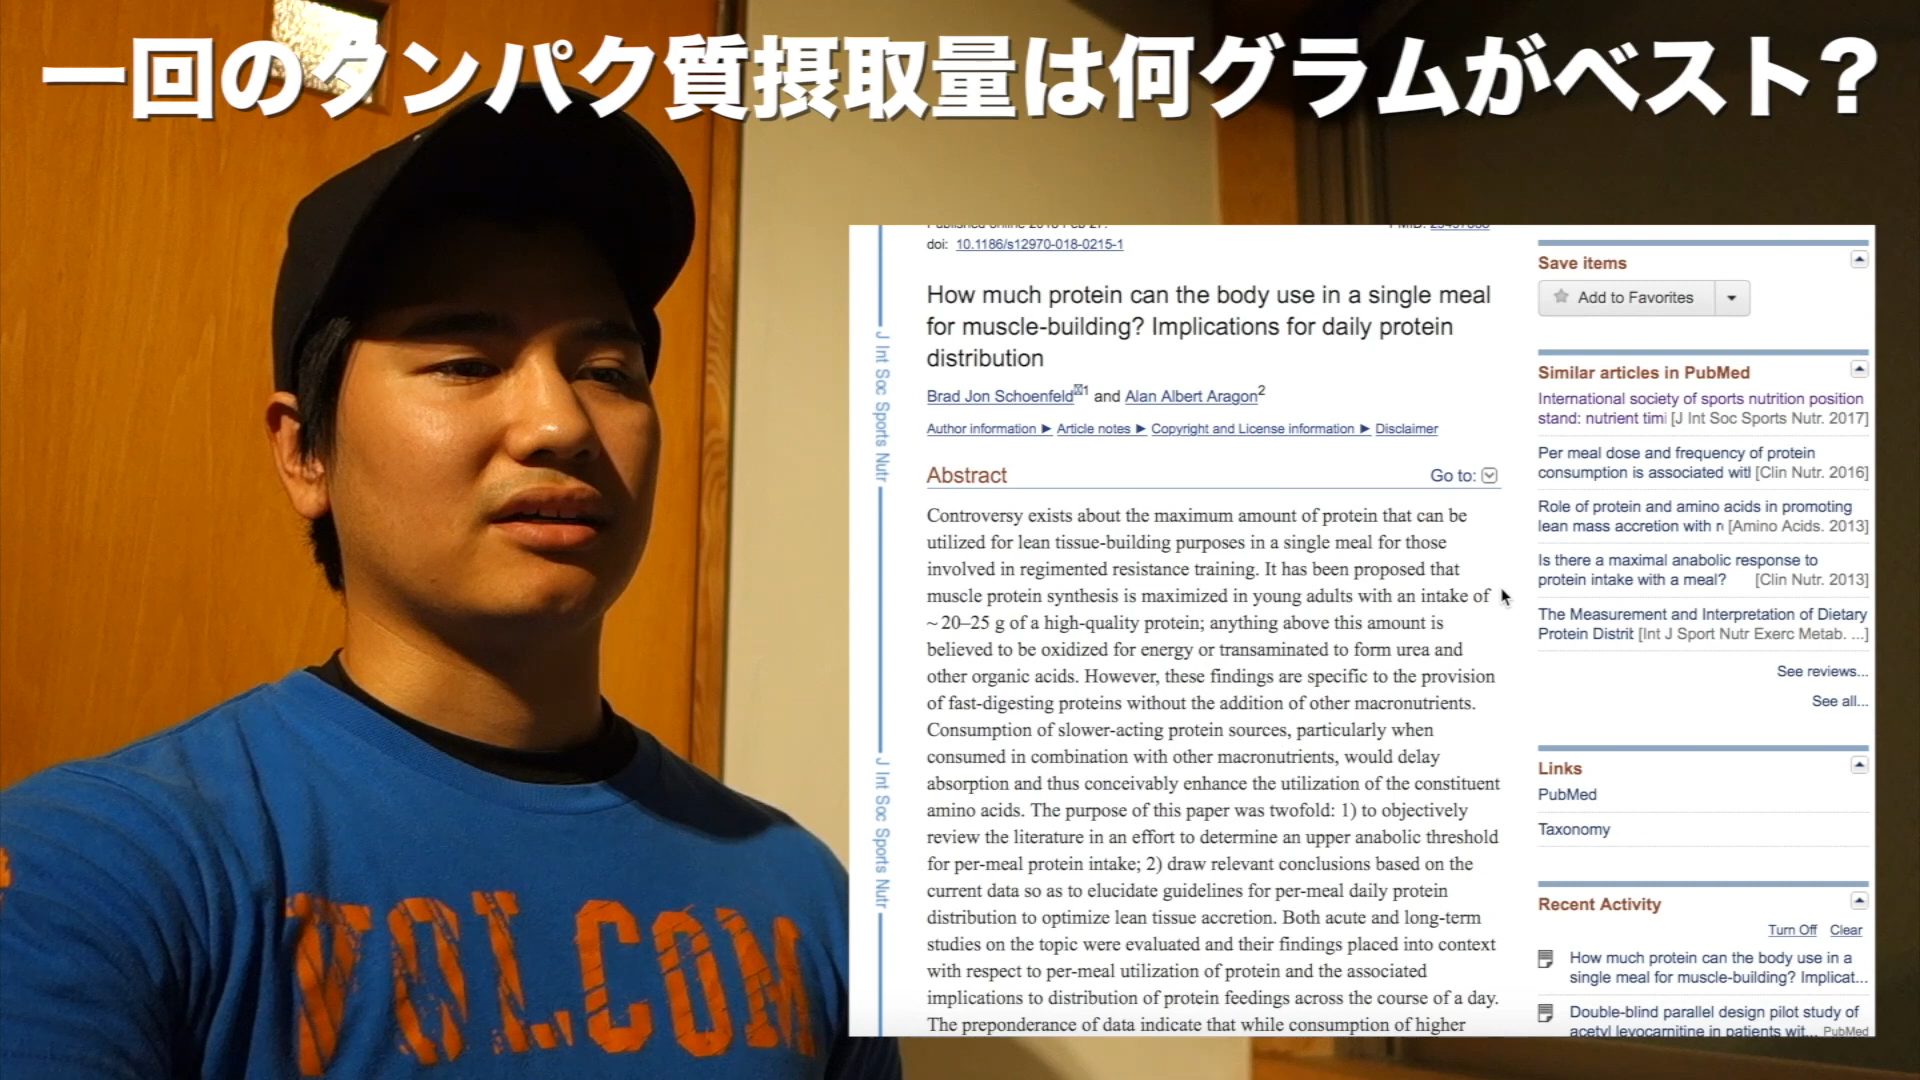 一回のタンパク質摂取量は何グラムがベスト?
doi: 10.1186/s12970-018-0215-1
How much protein can the body use in a single meal
for muscle-building? Implications for daily protein
distribution
Brad Jon Schoenfeld1 and Alan Albert Aragon2
Author information ► Article notes ► Copyright and License information ► Disclaimer
Abstract
Go to:
Controversy exists about the maximum amount of protein that can be
utilized for lean tissue-building purposes in a single meal for those
involved in regimented resistance training. It has been proposed that
muscle protein synthesis is maximized in young adults with an intake of
~ 20–25 g of a high-quality protein; anything above this amount is
believed to be oxidized for energy or transaminated to form urea and
other organic acids. However, these findings are specific to the provision
of fast-digesting proteins without the addition of other macronutrients.
Consumption of slower-acting protein sources, particularly when
consumed in combination with other macronutrients, would delay
absorption and thus conceivably enhance the utilization of the constituent
amino acids. The purpose of this paper was twofold: 1) to objectively
review the literature in an effort to determine an upper anabolic threshold
for per-meal protein intake; 2) draw relevant conclusions based on the
current data so as to elucidate guidelines for per-meal daily protein
distribution to optimize lean tissue accretion. Both acute and long-term
studies on the topic were evaluated and their findings placed into context
with respect to per-meal utilization of protein and the associated
implications to distribution of protein feedings across the course of a day.
The preponderance of data indicate that while consumption of higher
J Int Soc Sports Nutr
J Int Soc Sports Nutr
Save items
Add to Favorites
Similar articles in PubMed
International society of sports nutrition position
stand: nutrient timi [J Int Soc Sports Nutr. 2017]
Per meal dose and frequency of protein
consumption is associated with [Clin Nutr. 2016]
Role of protein and amino acids in promoting
lean mass accretion with r [Amino Acids. 2013]
Is there a maximal anabolic response to
protein intake with a meal? [Clin Nutr. 2013]
The Measurement and Interpretation of Dietary
Protein Distrit [Int J Sport Nutr Exerc Metab. ...]
See reviews...
See all...
Links
PubMed
Taxonomy
Recent Activity
Turn Off Clear
How much protein can the body use in a
single meal for muscle-building? Implicat...
Double-blind parallel design pilot study of
acetyl levocarnitine in patients wit... PubMed
VOLCOM